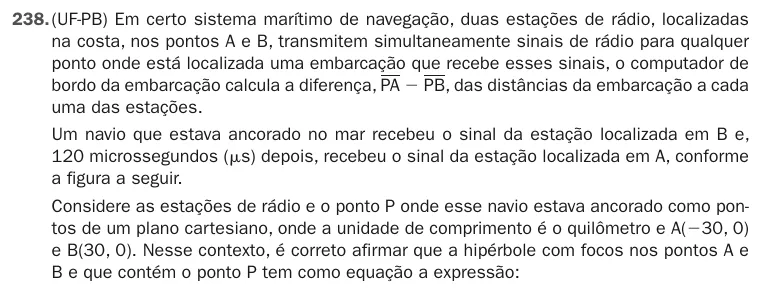 238. (UF-PB) Em certo sistema marítimo de navegação, duas estações de rádio, localizadas
na costa, nos pontos A e B, transmitem simultaneamente sinais de rádio para qualquer
ponto onde está localizada uma embarcação que recebe esses sinais, o computador de
bordo da embarcação calcula a diferença, P̅A̅ − P̅B̅, das distâncias da embarcação a cada
uma das estações.
Um navio que estava ancorado no mar recebeu o sinal da estação localizada em B e,
120 microssegundos (μs) depois, recebeu o sinal da estação localizada em A, conforme
a figura a seguir.
Considere as estações de rádio e o ponto P onde esse navio estava ancorado como pon-
tos de um plano cartesiano, onde a unidade de comprimento é o quilômetro e A(−30, 0)
e B(30, 0). Nesse contexto, é correto afirmar que a hipérbole com focos nos pontos A e
B e que contém o ponto P tem como equação a expressão: